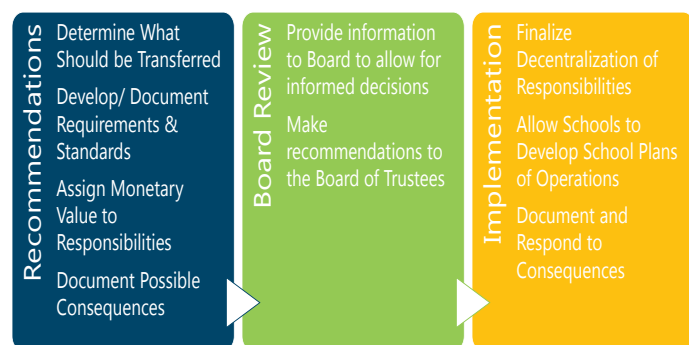 Recommendations
Determine What
Should be Transferred
Develop/ Document
Requirements &
Standards
Assign Monetary
Value to
Responsibilities
Document Possible
Consequences
Board Review
Provide information
to Board to allow for
informed decisions
Make
recommendations to
the Board of Trustees
Implementation
Finalize
Decentralization of
Responsibilities
Allow Schools to
Develop School Plans
of Operations
Document and
Respond to
Consequences